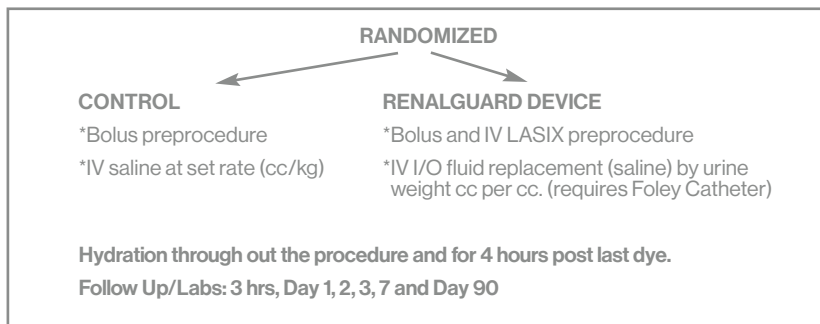 RANDOMIZED
CONTROL
*Bolus preprocedure
*IV saline at set rate (cc/kg)
RENALGUARD DEVICE
*Bolus and IV LASIX preprocedure
*IV I/O fluid replacement (saline) by urine
weight cc per cc. (requires Foley Catheter)
Hydration through out the procedure and for 4 hours post last dye.
Follow Up/Labs: 3 hrs, Day 1, 2, 3, 7 and Day 90